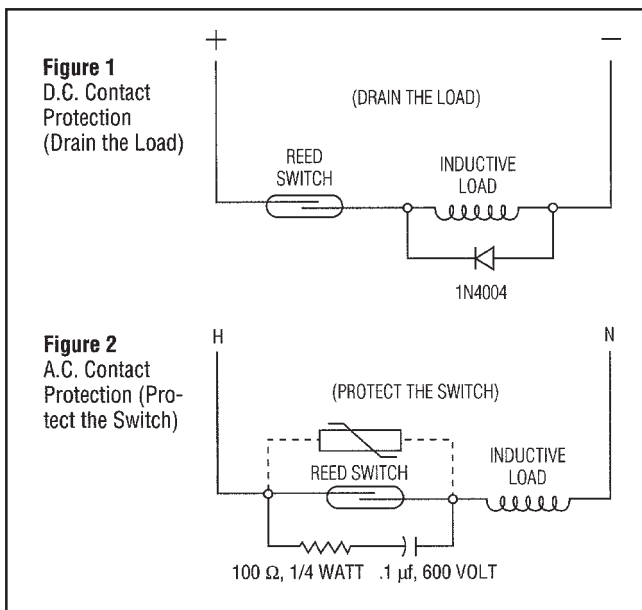 + −
Figure 1
D.C. Contact
Protection
(Drain the Load)
(DRAIN THE LOAD)
REED
SWITCH
INDUCTIVE
LOAD
1N4004
H N
Figure 2
A.C. Contact
Protection (Pro-
tect the Switch)
(PROTECT THE SWITCH)
REED SWITCH
INDUCTIVE
LOAD
100 Ω, 1/4 WATT .1 µf, 600 VOLT